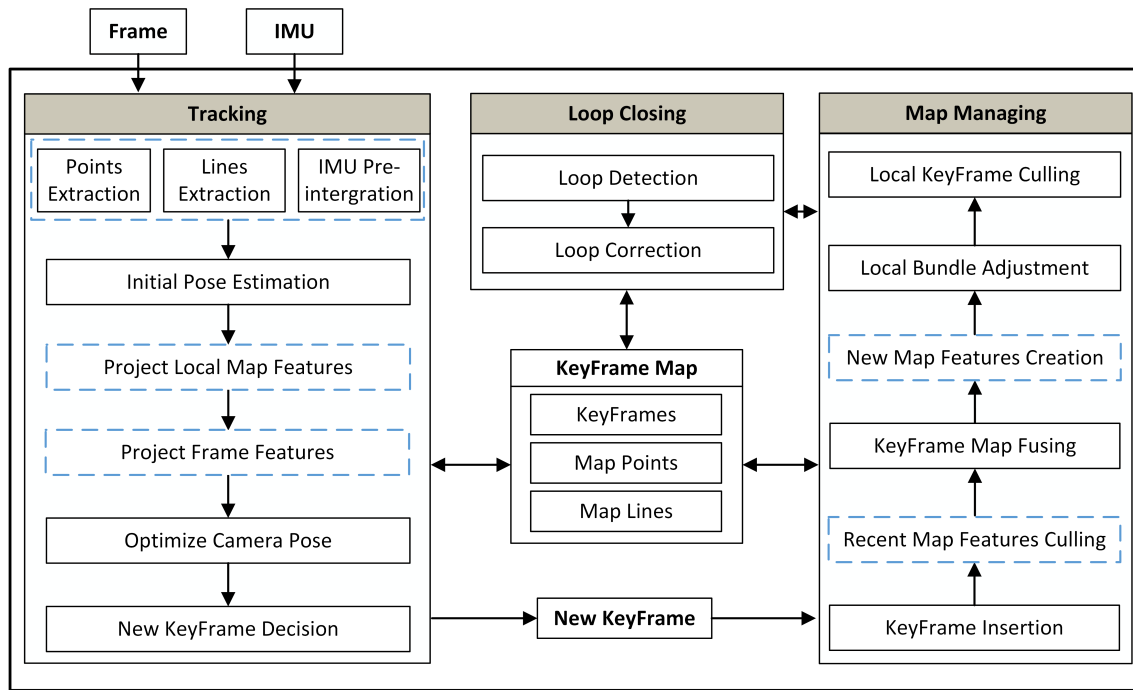 Frame
IMU
Tracking
Points
Extraction
Lines
Extraction
IMU Pre-
intergration
Initial Pose Estimation
Project Local Map Features
Project Frame Features
Optimize Camera Pose
New KeyFrame Decision
Loop Closing
Loop Detection
Loop Correction
KeyFrame Map
KeyFrames
Map Points
Map Lines
New KeyFrame
Map Managing
Local KeyFrame Culling
Local Bundle Adjustment
New Map Features Creation
KeyFrame Map Fusing
Recent Map Features Culling
KeyFrame Insertion